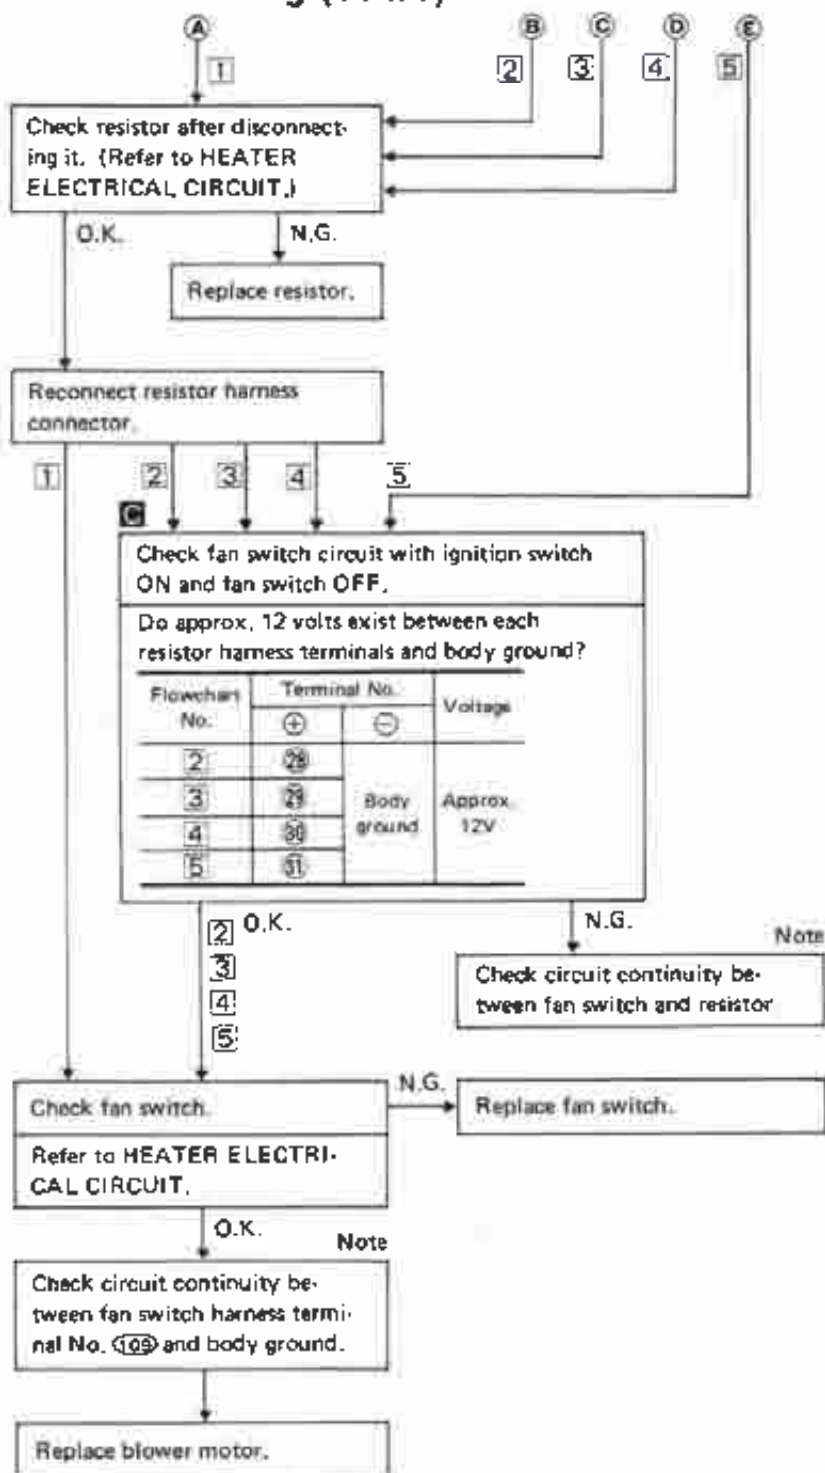 A B C D E
1 2 3 4 5
Check resistor after disconnect-
ing it. (Refer to HEATER
ELECTRICAL CIRCUIT.)
O.K. N.G.
Replace resistor.
Reconnect resistor harness
connector.
1 2 3 4 5
C
Check fan switch circuit with ignition switch
ON and fan switch OFF.
Do approx. 12 volts exist between each
resistor harness terminals and body ground?
Flowchart No. Terminal No. Voltage
⊕ ⊖
2 28
3 29 Body Approx.
4 30 ground 12V
5 31
2 O.K. N.G.
3
4
5
Note
Check circuit continuity be-
tween fan switch and resistor
Check fan switch. N.G. Replace fan switch.
Refer to HEATER ELECTRI-
CAL CIRCUIT.
O.K. Note
Check circuit continuity be-
tween fan switch harness termi-
nal No. 109 and body ground.
Replace blower motor.